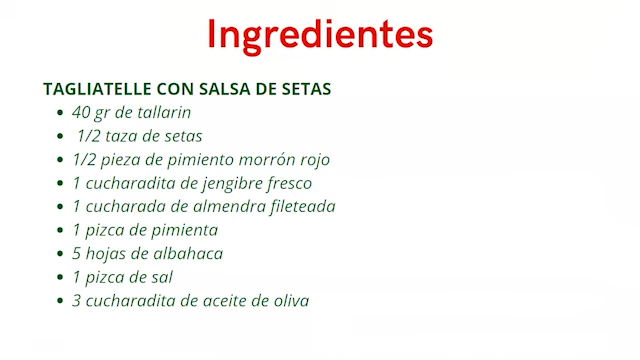 Ingredientes
TAGLIATELLE CON SALSA DE SETAS
• 40 gr de tallarin
• 1/2 taza de setas
• 1/2 pieza de pimiento morrón rojo
• 1 cucharadita de jengibre fresco
• 1 cucharada de almendra fileteada
• 1 pizca de pimienta
• 5 hojas de albahaca
• 1 pizca de sal
• 3 cucharadita de aceite de oliva